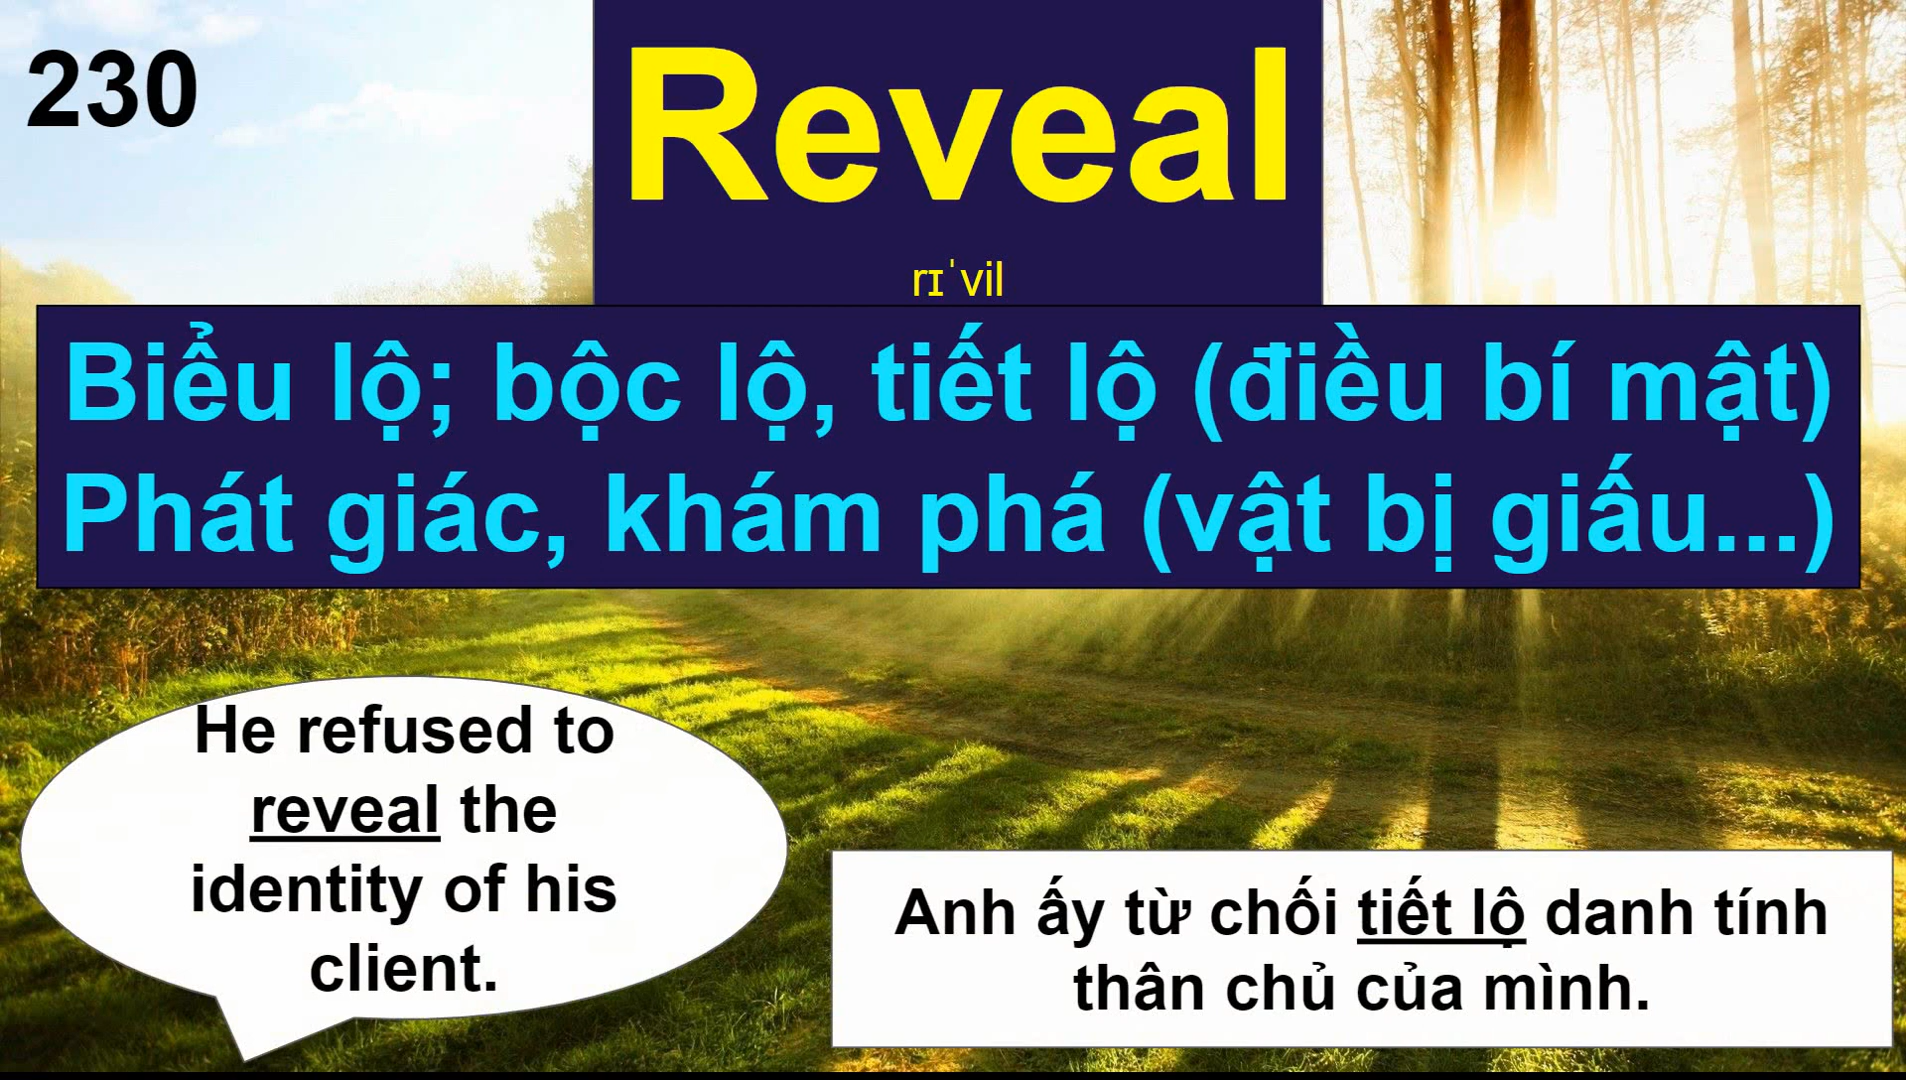 230
Reveal
rɪˈvil
Biểu lộ; bộc lộ, tiết lộ (điều bí mật)
Phát giác, khám phá (vật bị giấu...)
He refused to
reveal the
identity of his
client.
Anh ấy từ chối tiết lộ danh tính
thân chủ của mình.